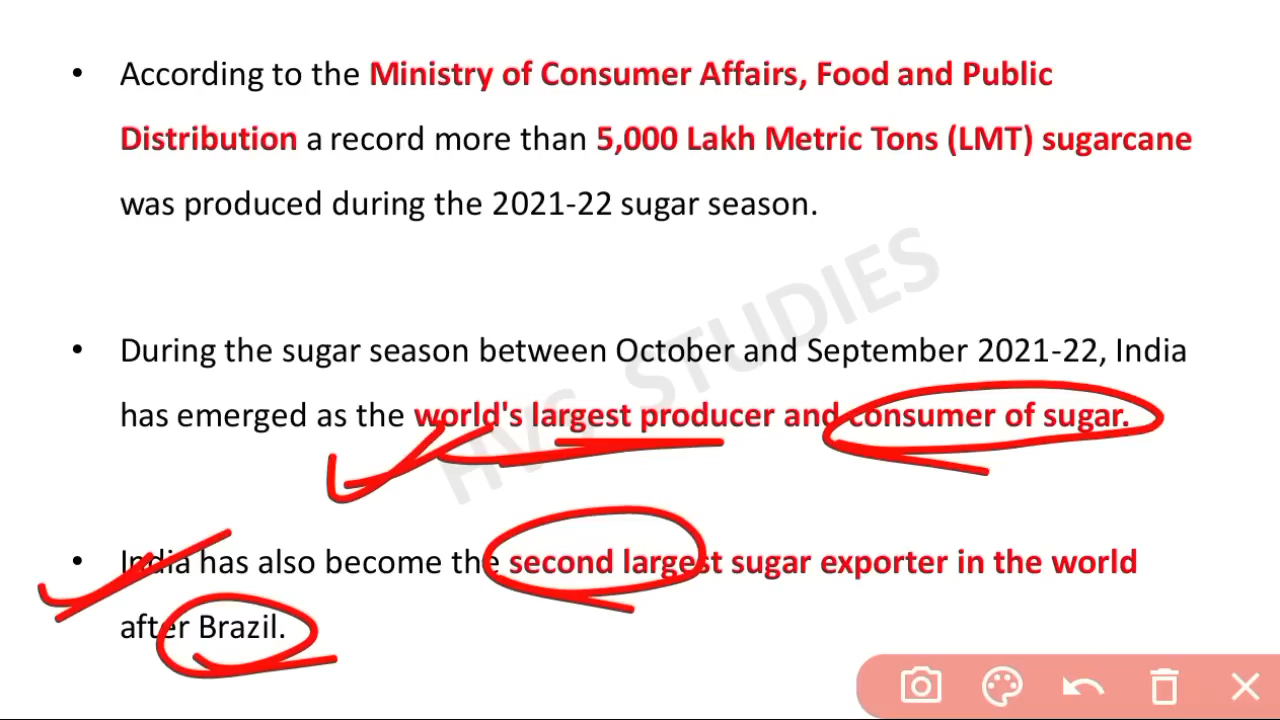 • According to the Ministry of Consumer Affairs, Food and Public
Distribution a record more than 5,000 Lakh Metric Tons (LMT) sugarcane
was produced during the 2021-22 sugar season.
• During the sugar season between October and September 2021-22, India
has emerged as the world's largest producer and consumer of sugar.
• India has also become the second largest sugar exporter in the world
after Brazil.
HVS STUDIES